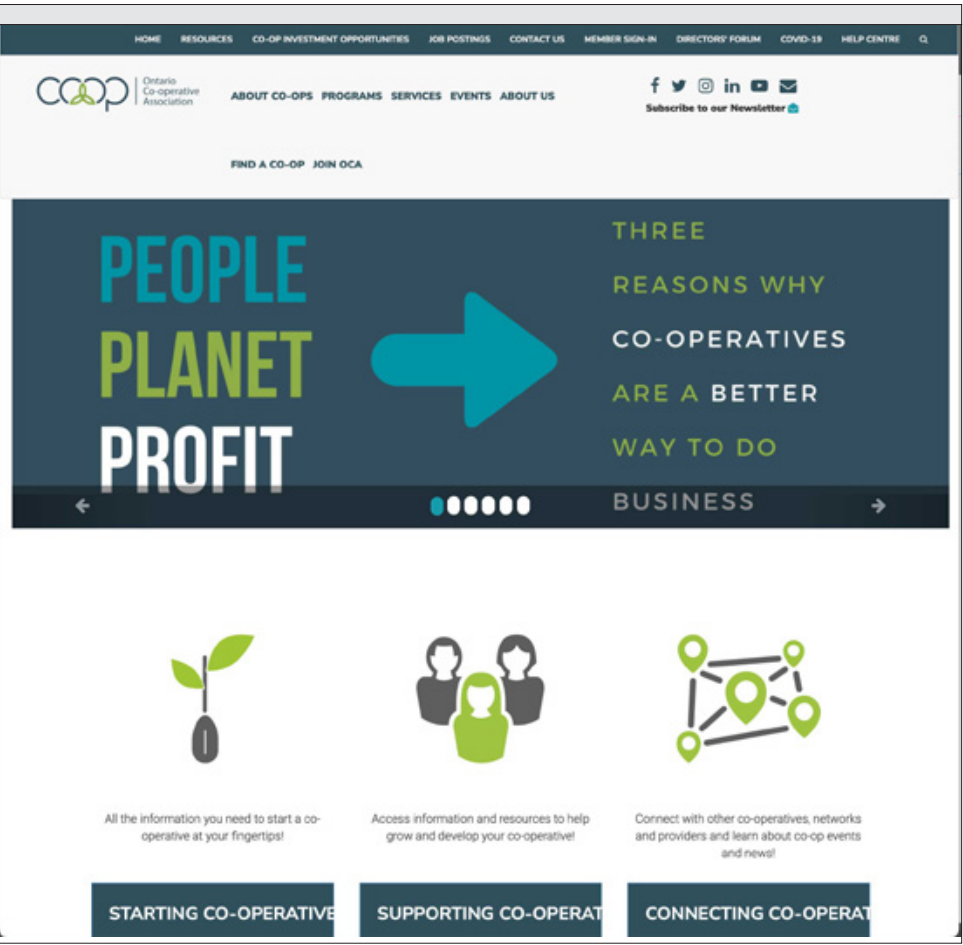 HOME RESOURCES CO-OP INVESTMENT OPPORTUNITIES JOB POSTINGS CONTACT US MEMBER SIGN-IN DIRECTORS' FORUM COVID-19 HELP CENTRE
COOP
Ontario
Co-operative
Association
ABOUT CO-OPS PROGRAMS SERVICES EVENTS ABOUT US
Subscribe to our Newsletter
FIND A CO-OP JOIN OCA
PEOPLE
PLANET
PROFIT
THREE
REASONS WHY
CO-OPERATIVES
ARE A BETTER
WAY TO DO
BUSINESS
All the information you need to start a co-
operative at your fingertips!
Access information and resources to help
grow and develop your co-operative!
Connect with other co-operatives, networks
and providers and learn about co-op events
and news!
STARTING CO-OPERATIVE
SUPPORTING CO-OPERAT
CONNECTING CO-OPERAT